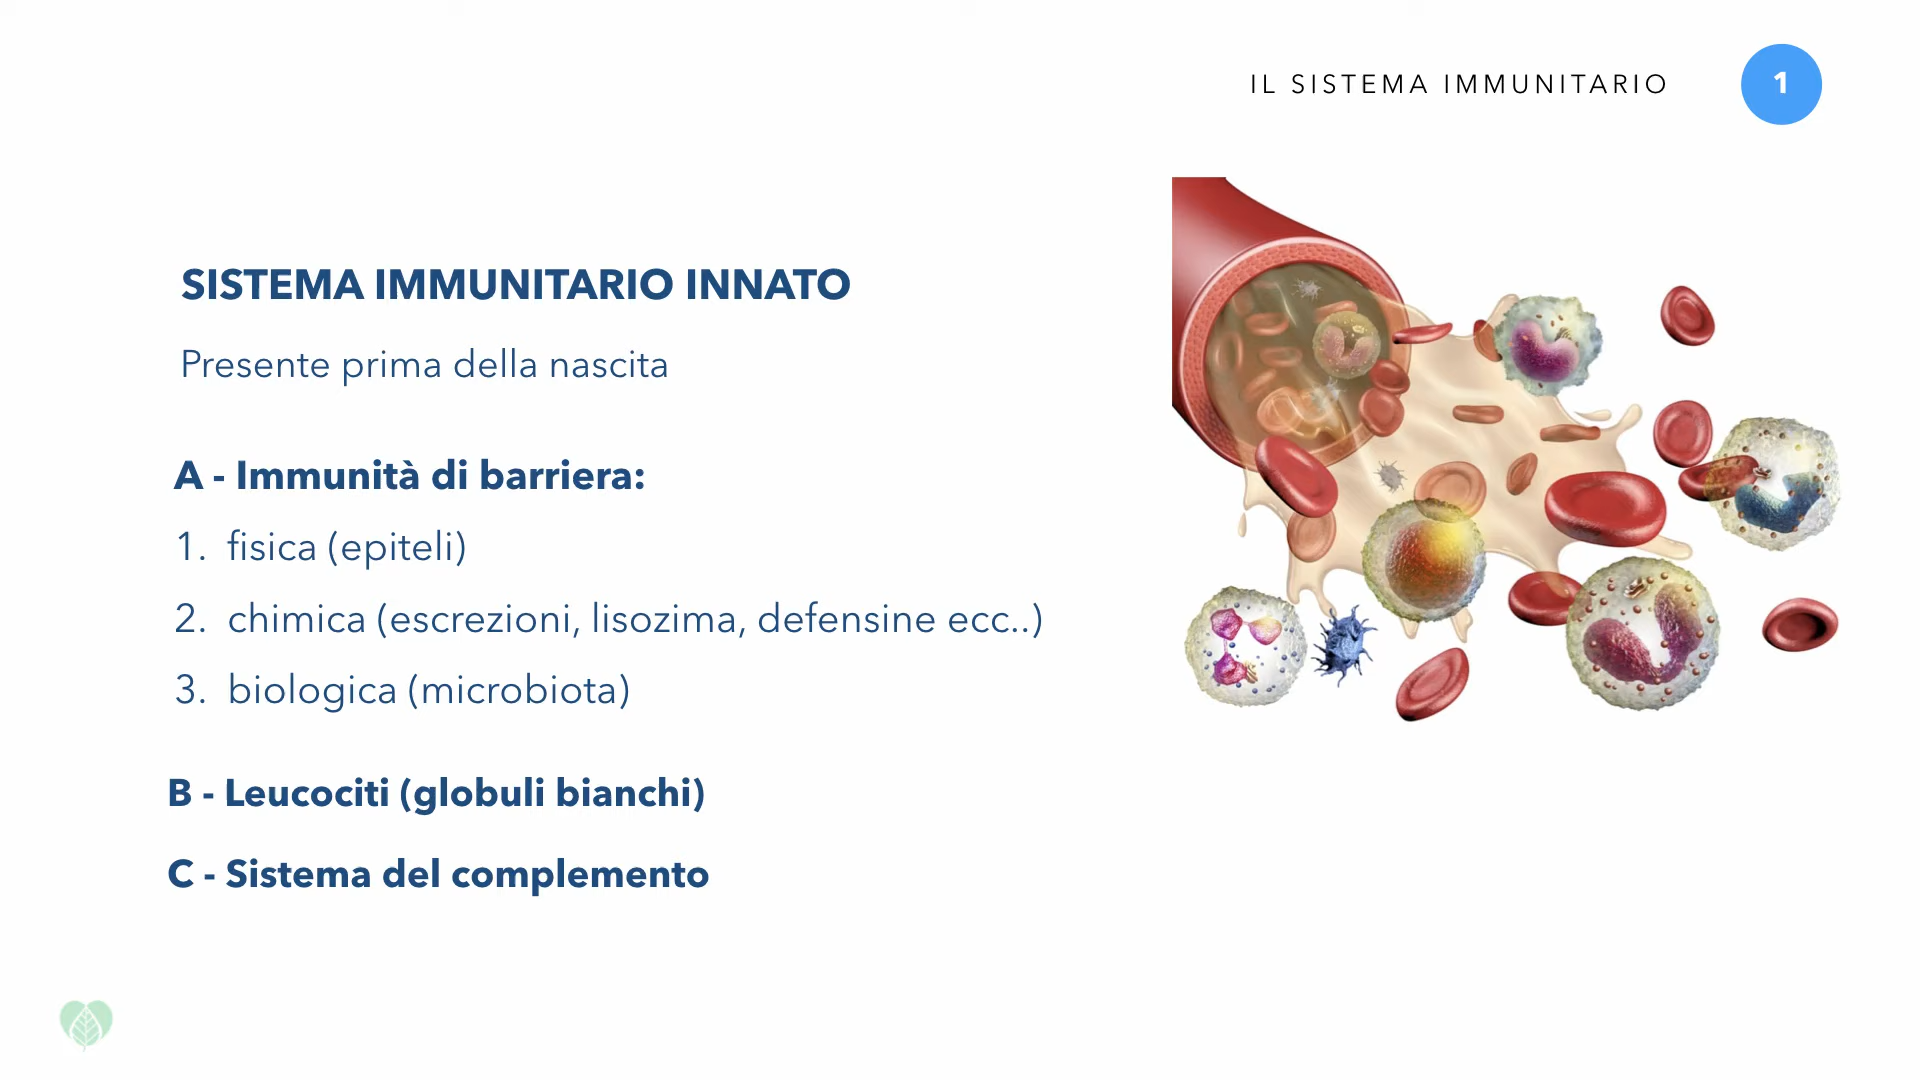 IL SISTEMA IMMUNITARIO
1
SISTEMA IMMUNITARIO INNATO
Presente prima della nascita
A - Immunità di barriera:
1. fisica (epiteli)
2. chimica (escrezioni, lisozima, defensine ecc..)
3. biologica (microbiota)
B - Leucociti (globuli bianchi)
C - Sistema del complemento